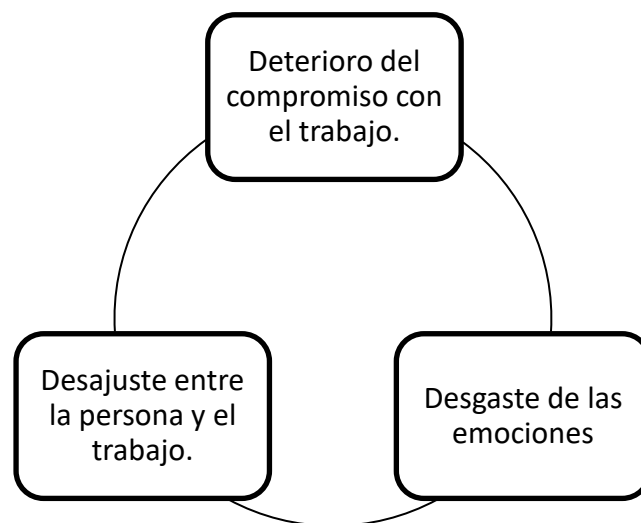 Deterioro del
compromiso con
el trabajo.
Desajuste entre
la persona y el
trabajo.
Desgaste de las
emociones